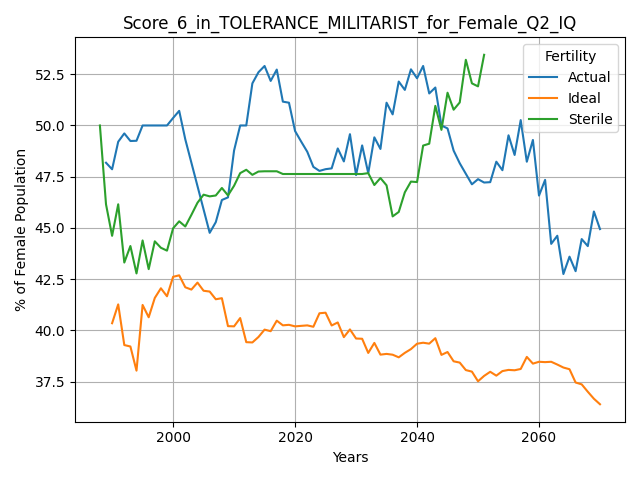 Score_6_in_TOLERANCE_MILITARIST_for_Female_Q2_IQ
% of Female Population
52.5
50.0
47.5
45.0
42.5
40.0
37.5
Fertility
Actual
Ideal
Sterile
2000 2020 2040 2060
Years